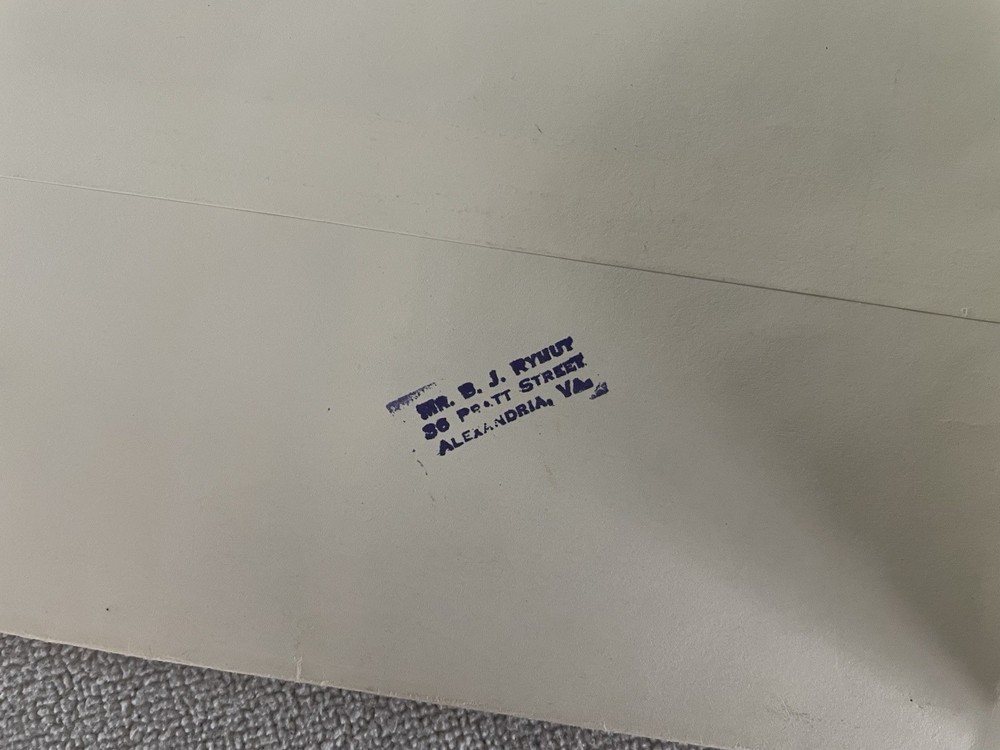 MR. B. J. RYHUT
36 PRATT STREET
ALEXANDRIA, VA.